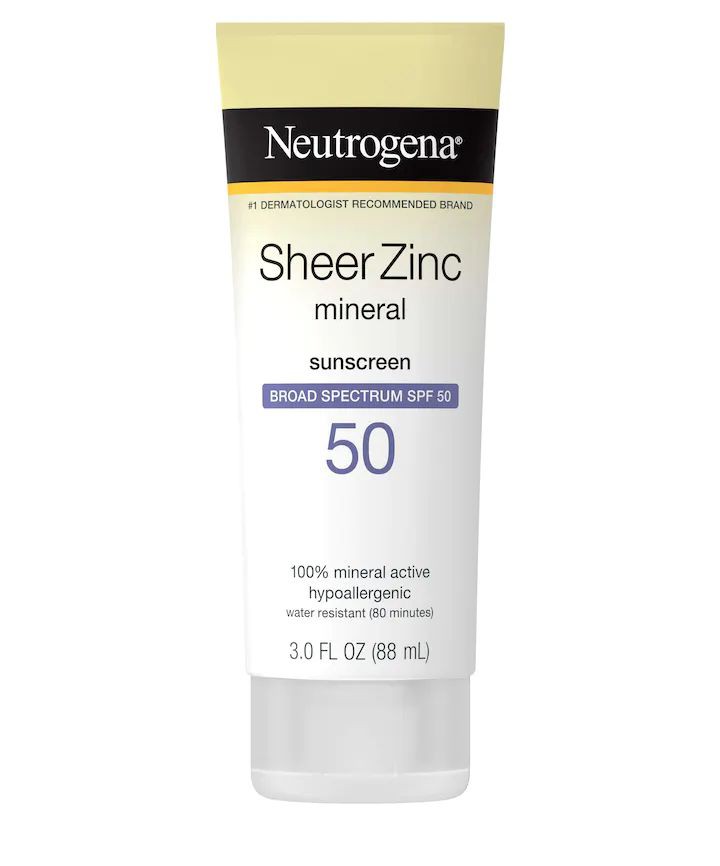 Neutrogena®
#1 DERMATOLOGIST RECOMMENDED BRAND
Sheer Zinc
mineral
sunscreen
BROAD SPECTRUM SPF 50
50
100% mineral active
hypoallergenic
water resistant (80 minutes)
3.0 FL OZ (88 mL)